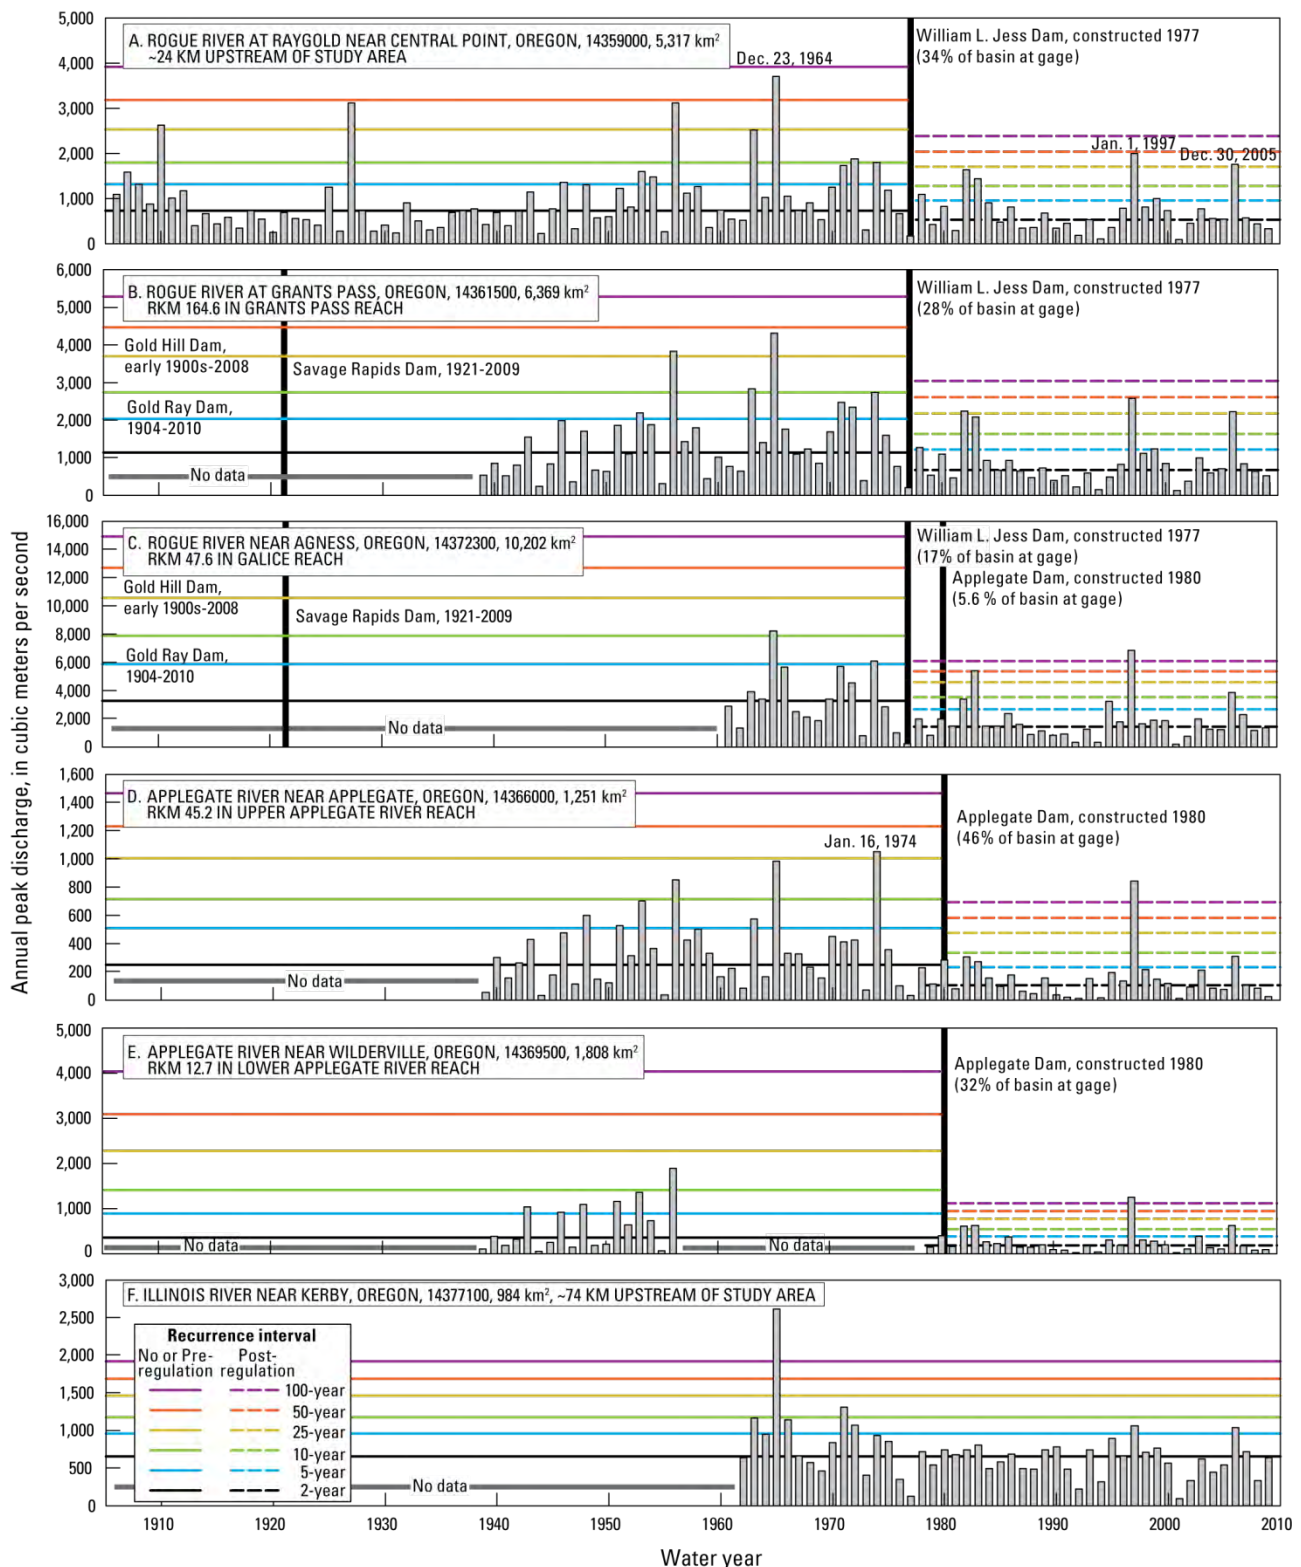 Annual peak discharge, in cubic meters per second
5,000
4,000
3,000
2,000
1,000
0
A. ROGUE RIVER AT RAYGOLD NEAR CENTRAL POINT, OREGON, 14359000, 5,317 km²
~24 KM UPSTREAM OF STUDY AREA
Dec. 23, 1964
William L. Jess Dam, constructed 1977
(34% of basin at gage)
Jan. 1, 1997
Dec. 30, 2005
6,000
5,000
4,000
3,000
2,000
1,000
0
B. ROGUE RIVER AT GRANTS PASS, OREGON, 14361500, 6,369 km²
RKM 164.6 IN GRANTS PASS REACH
Gold Hill Dam,
early 1900s-2008
Savage Rapids Dam, 1921-2009
Gold Ray Dam,
1904-2010
No data
William L. Jess Dam, constructed 1977
(28% of basin at gage)
16,000
14,000
12,000
10,000
8,000
6,000
4,000
2,000
0
C. ROGUE RIVER NEAR AGNESS, OREGON, 14372300, 10,202 km²
RKM 47.6 IN GALICE REACH
Gold Hill Dam,
early 1900s-2008
Savage Rapids Dam, 1921-2009
Gold Ray Dam,
1904-2010
No data
William L. Jess Dam, constructed 1977
(17% of basin at gage)
Applegate Dam, constructed 1980
(5.6 % of basin at gage)
1,600
1,400
1,200
1,000
800
600
400
200
0
D. APPLEGATE RIVER NEAR APPLEGATE, OREGON, 14366000, 1,251 km²
RKM 45.2 IN UPPER APPLEGATE RIVER REACH
Jan. 16, 1974
No data
Applegate Dam, constructed 1980
(46% of basin at gage)
5,000
4,000
3,000
2,000
1,000
0
E. APPLEGATE RIVER NEAR WILDERVILLE, OREGON, 14369500, 1,808 km²
RKM 12.7 IN LOWER APPLEGATE RIVER REACH
No data
No data
Applegate Dam, constructed 1980
(32% of basin at gage)
3,000
2,500
2,000
1,500
1,000
500
0
F. ILLINOIS RIVER NEAR KERBY, OREGON, 14377100, 984 km², ~74 KM UPSTREAM OF STUDY AREA
Recurrence interval
No or Pre-regulation
Post-regulation
100-year
50-year
25-year
10-year
5-year
2-year
No data
1910
1920
1930
1940
1950
1960
1970
1980
1990
2000
2010
Water year